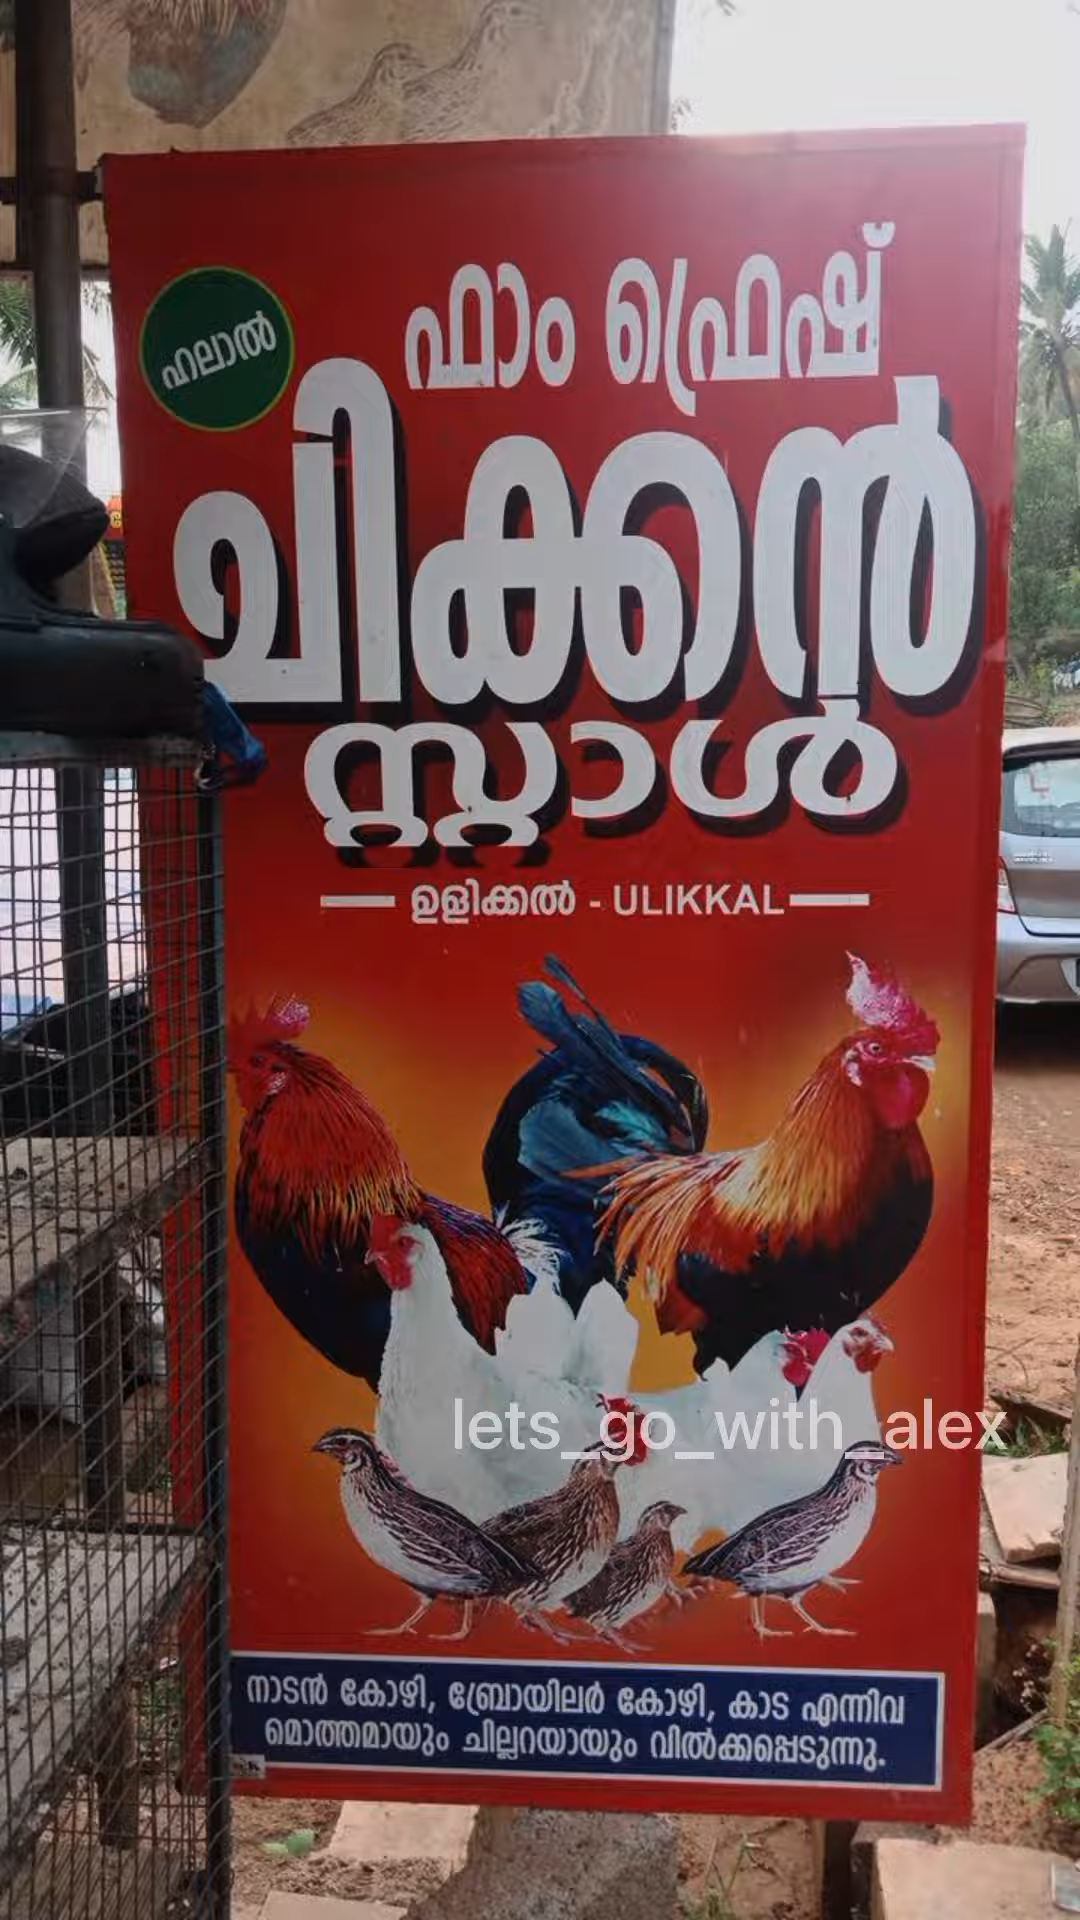 ഹലാൽ
ഫാം ഫ്രെഷ്
ചിക്കൻ
സ്റ്റാൾ
ഉളിക്കൽ - ULIKKAL
lets_go_with_alex
നാടൻ കോഴി, ബ്രോയിലർ കോഴി, കാട എന്നിവ
മൊത്തമായും ചില്ലറയായും വിൽക്കപ്പെടുന്നു.